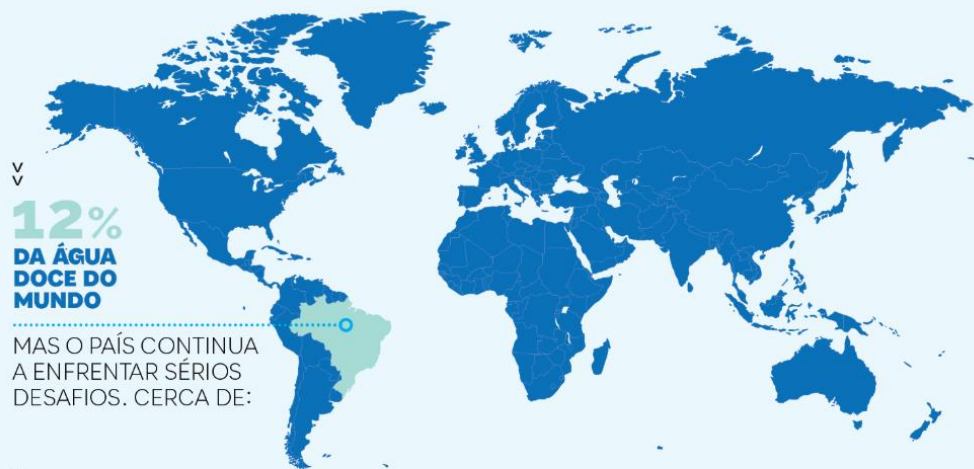 12%
DA ÁGUA
DOCE DO
MUNDO
MAS O PAÍS CONTINUA
A ENFRENTAR SÉRIOS
DESAFIOS. CERCA DE: